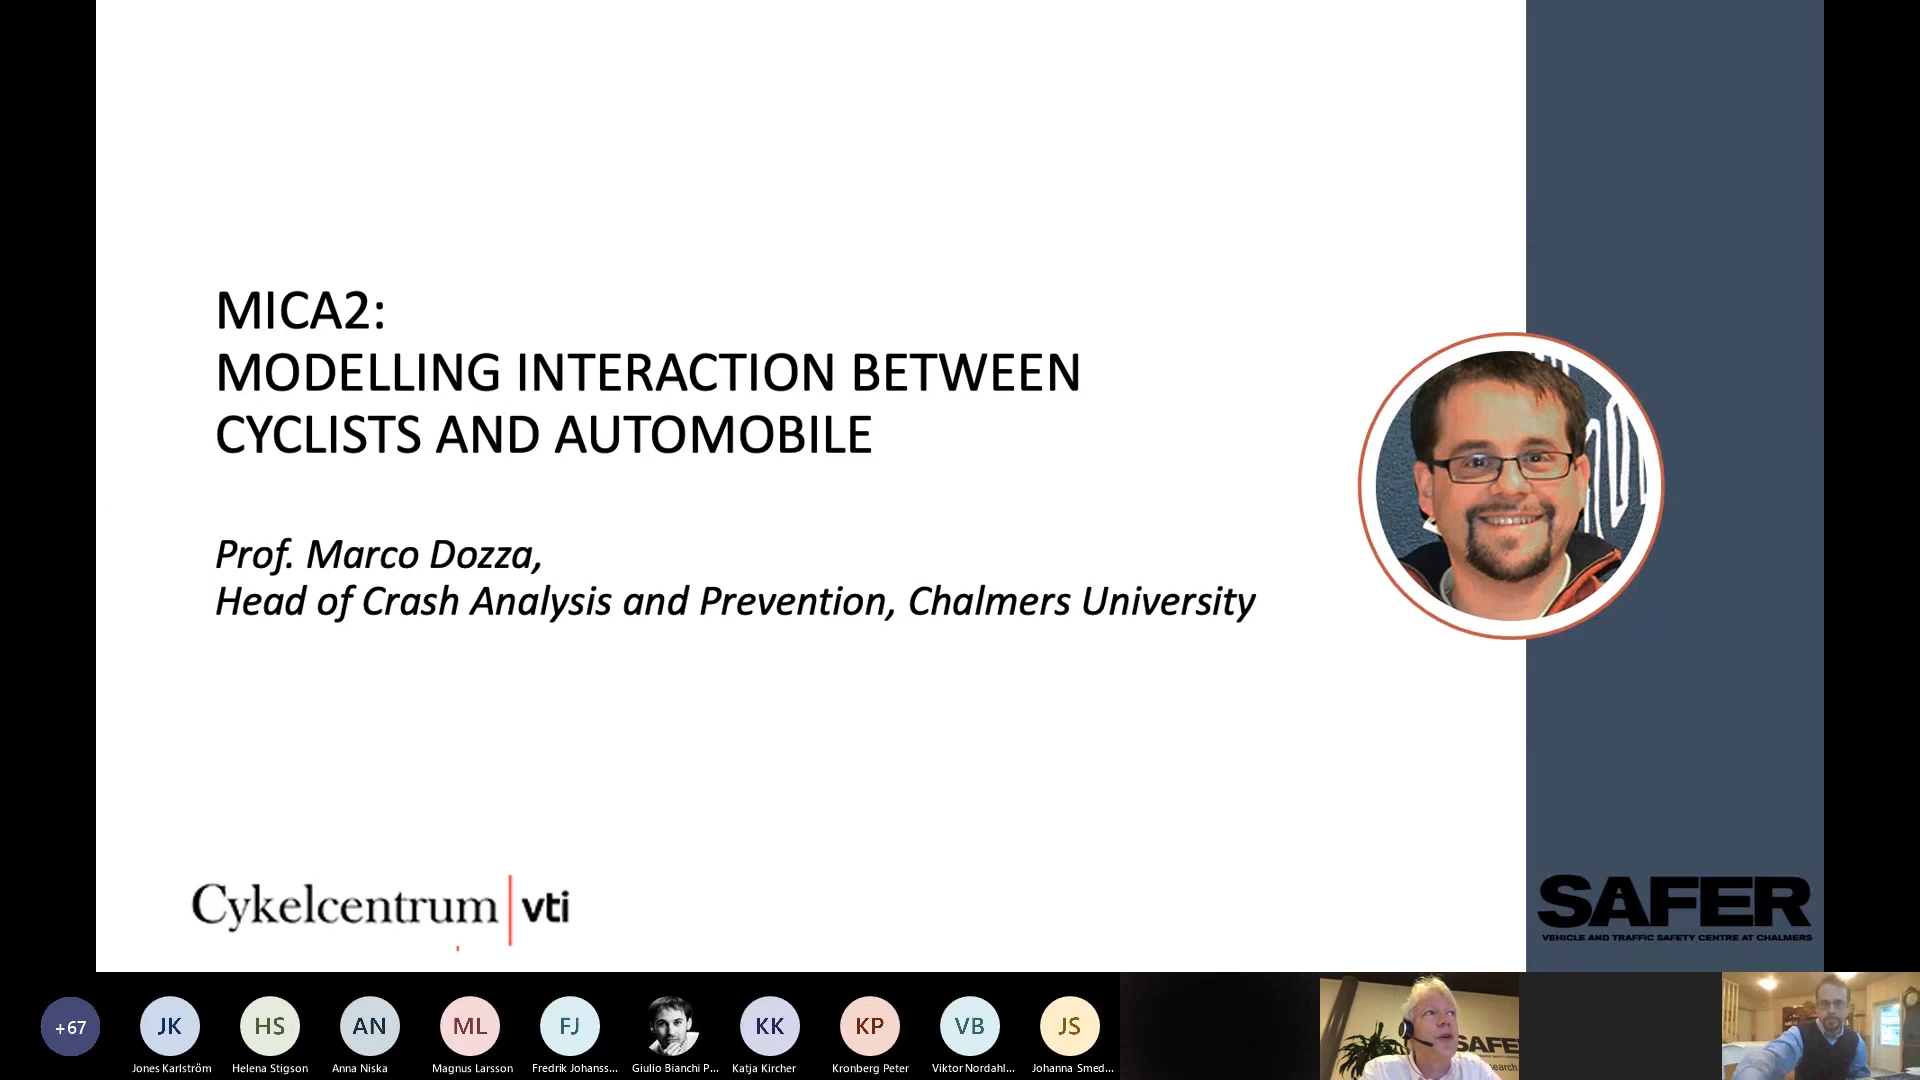 MICA2:
MODELLING INTERACTION BETWEEN
CYCLISTS AND AUTOMOBILE
Prof. Marco Dozza,
Head of Crash Analysis and Prevention, Chalmers University
Cykelcentrum vti
SAFER
VEHICLE AND TRAFFIC SAFETY CENTRE AT CHALMERS
+67
JK
HS
AN
ML
FJ
KK
KP
VB
JS
Jones Karlström
Helena Stigson
Anna Niska
Magnus Larsson
Fredrik Johanss...
Giulio Bianchi P...
Katja Kircher
Kronberg Peter
Viktor Nordahl...
Johanna Smed...
SAFE